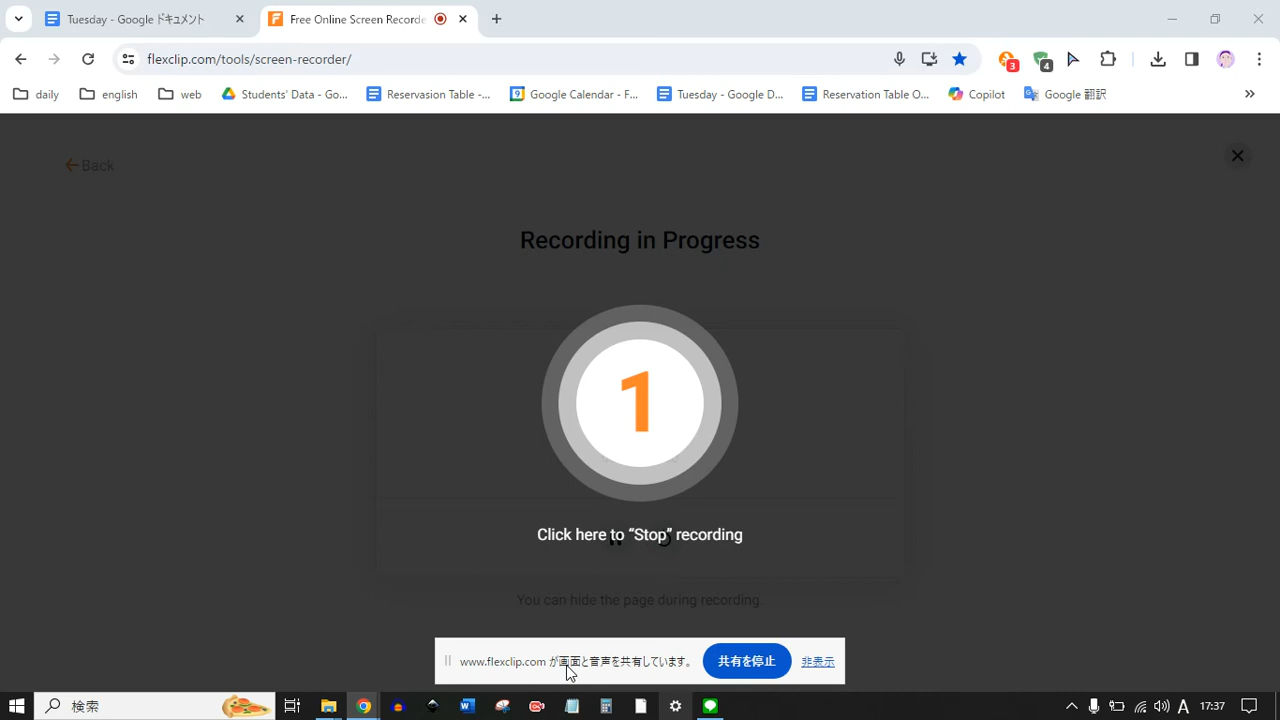 Tuesday - Google ドキュメント
Free Online Screen Recorde
flexclip.com/tools/screen-recorder/
3
4
daily
english
web
Students' Data - Go...
Reservasion Table -...
Google Calendar - F...
Tuesday - Google D...
Reservation Table O...
Copilot
Google 翻訳
Back
Recording in Progress
1
Click here to “Stop” recording
You can hide the page during recording.
www.flexclip.com が画面と音声を共有しています。
共有を停止
非表示
検索
A
17:37